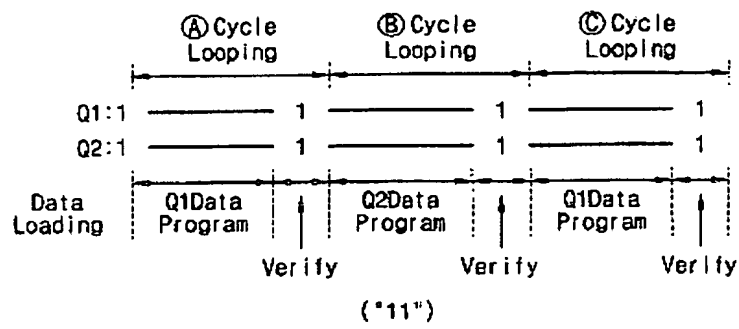 Ⓐ Cycle Looping Ⓑ Cycle Looping Ⓒ Cycle Looping
Q1:1 1 1 1
Q2:1 1 1 1
Data Loading Q1Data Program Q2Data Program Q1Data Program
Verify Verify Verify
("11")